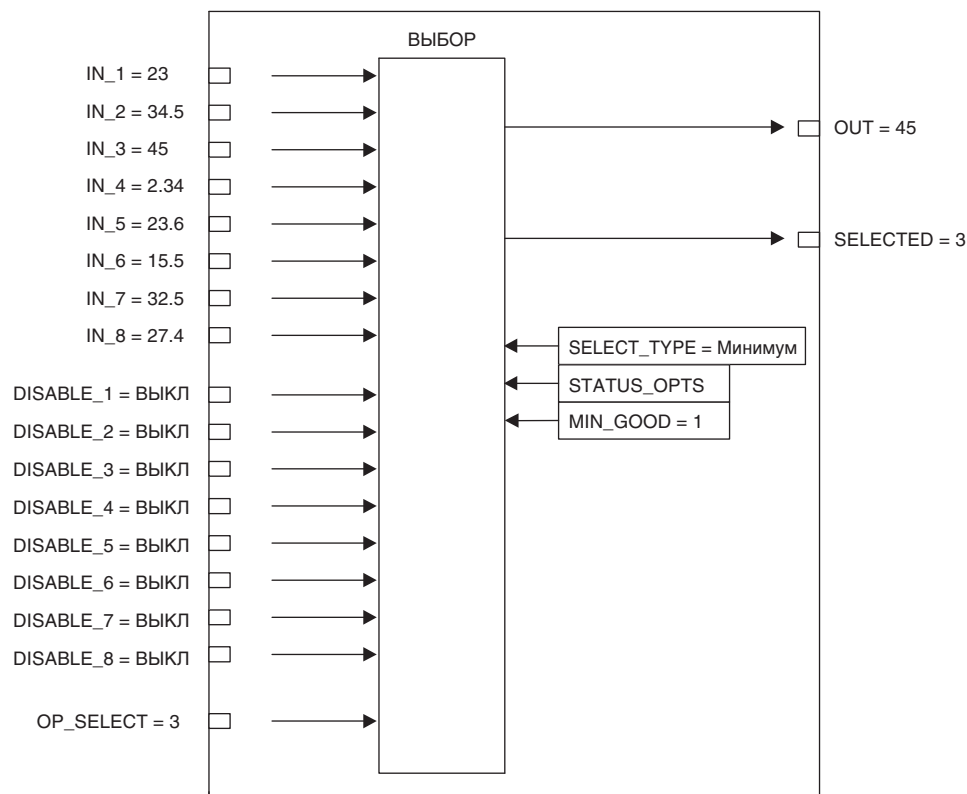 ВЫБОР
IN_1 = 23
IN_2 = 34.5
IN_3 = 45
IN_4 = 2.34
IN_5 = 23.6
IN_6 = 15.5
IN_7 = 32.5
IN_8 = 27.4
DISABLE_1 = ВЫКЛ
DISABLE_2 = ВЫКЛ
DISABLE_3 = ВЫКЛ
DISABLE_4 = ВЫКЛ
DISABLE_5 = ВЫКЛ
DISABLE_6 = ВЫКЛ
DISABLE_7 = ВЫКЛ
DISABLE_8 = ВЫКЛ
OP_SELECT = 3
OUT = 45
SELECTED = 3
SELECT_TYPE = Минимум
STATUS_OPTS
MIN_GOOD = 1